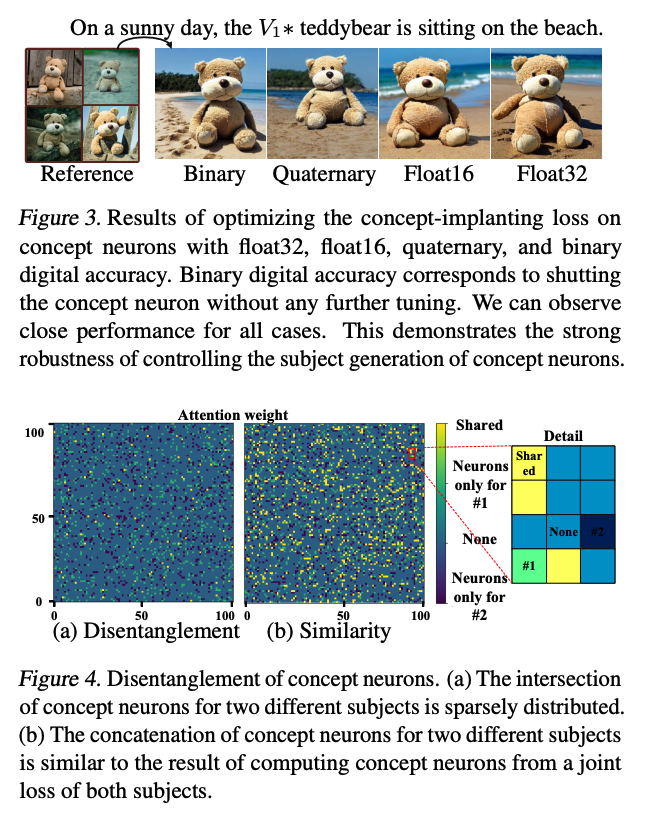 On a sunny day, the V1* teddybear is sitting on the beach.
Reference Binary Quaternary Float16 Float32
Figure 3. Results of optimizing the concept-implanting loss on
concept neurons with float32, float16, quaternary, and binary
digital accuracy. Binary digital accuracy corresponds to shutting
the concept neuron without any further tuning. We can observe
close performance for all cases. This demonstrates the strong
robustness of controlling the subject generation of concept neurons.
Attention weight
100
50
0
0 50 100
0 50 100
(a) Disentanglement (b) Similarity
Shared
Neurons
only for
#1
None
Neurons
only for
#2
Detail
Shar
ed
None #2
#1
Figure 4. Disentanglement of concept neurons. (a) The intersection
of concept neurons for two different subjects is sparsely distributed.
(b) The concatenation of concept neurons for two different subjects
is similar to the result of computing concept neurons from a joint
loss of both subjects.